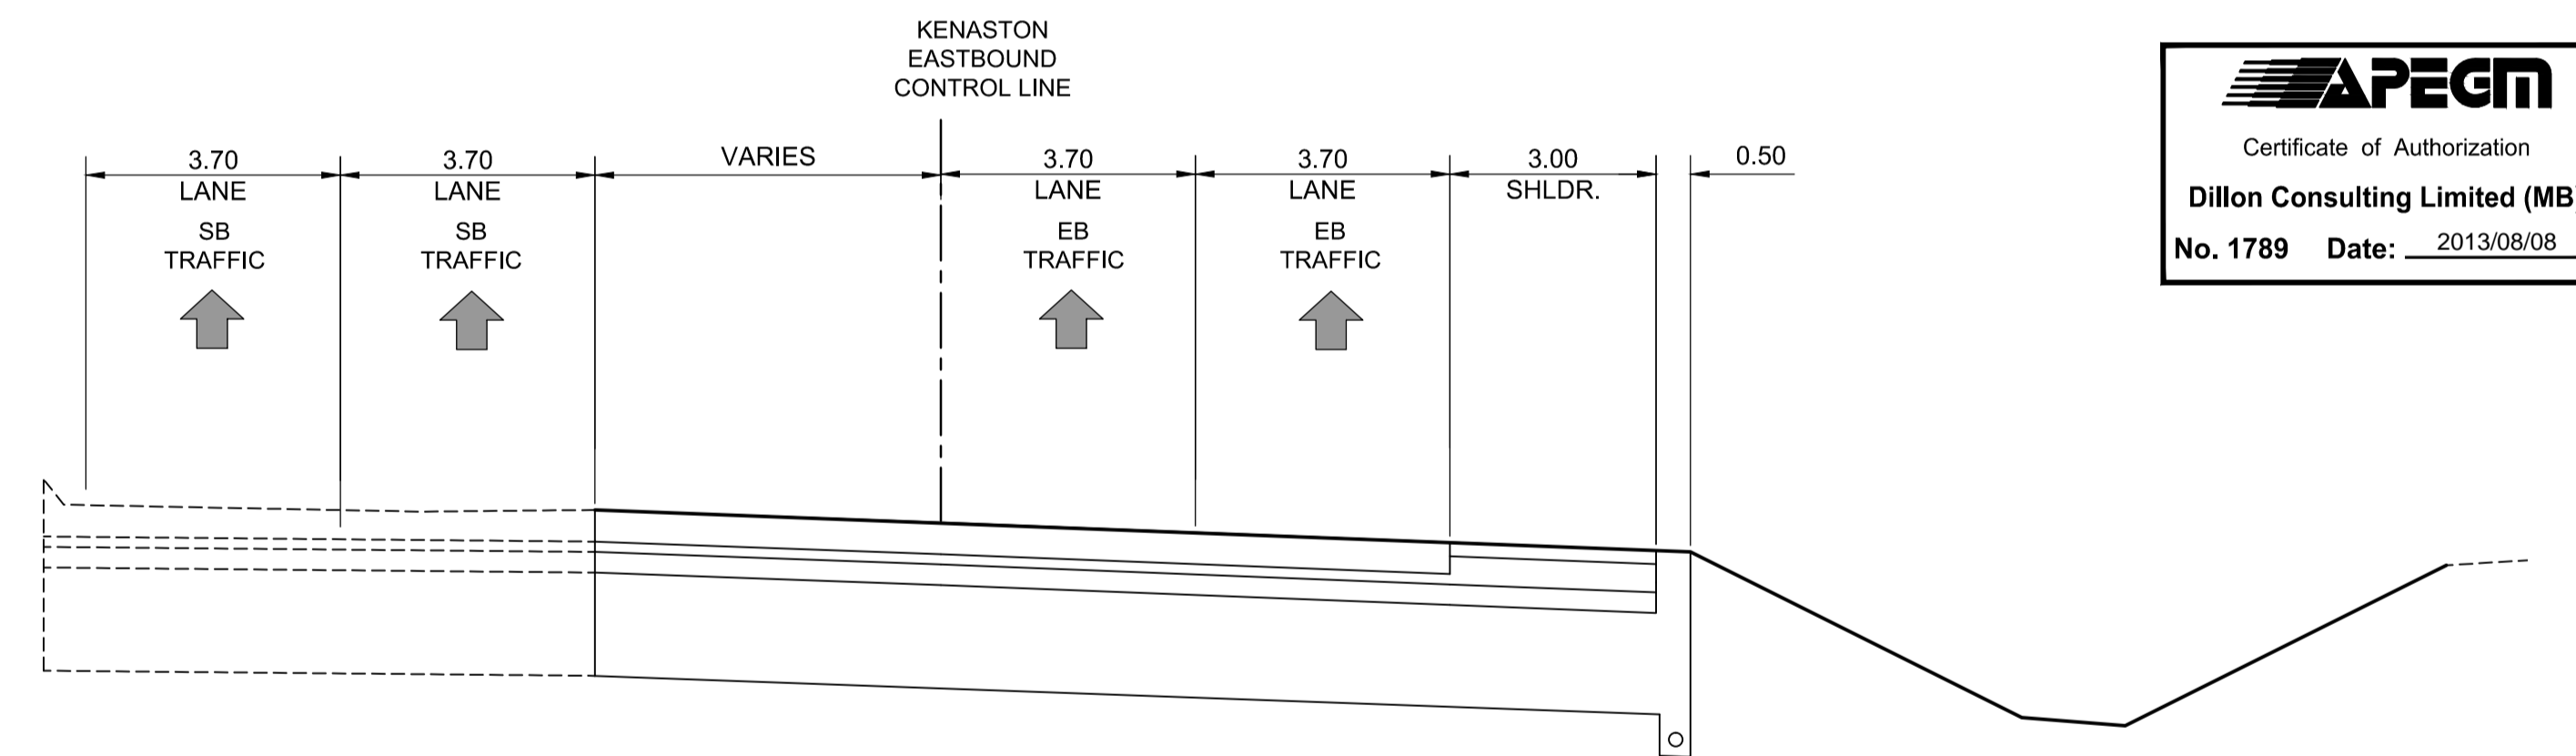 KENASTON
EASTBOUND
CONTROL LINE
3.70
LANE
SB
TRAFFIC
3.70
LANE
SB
TRAFFIC
VARIES
3.70
LANE
EB
TRAFFIC
3.70
LANE
EB
TRAFFIC
3.00
SHLDR.
0.50
APEGM
Certificate of Authorization
Dillon Consulting Limited (MB
No. 1789 Date: 2013/08/08